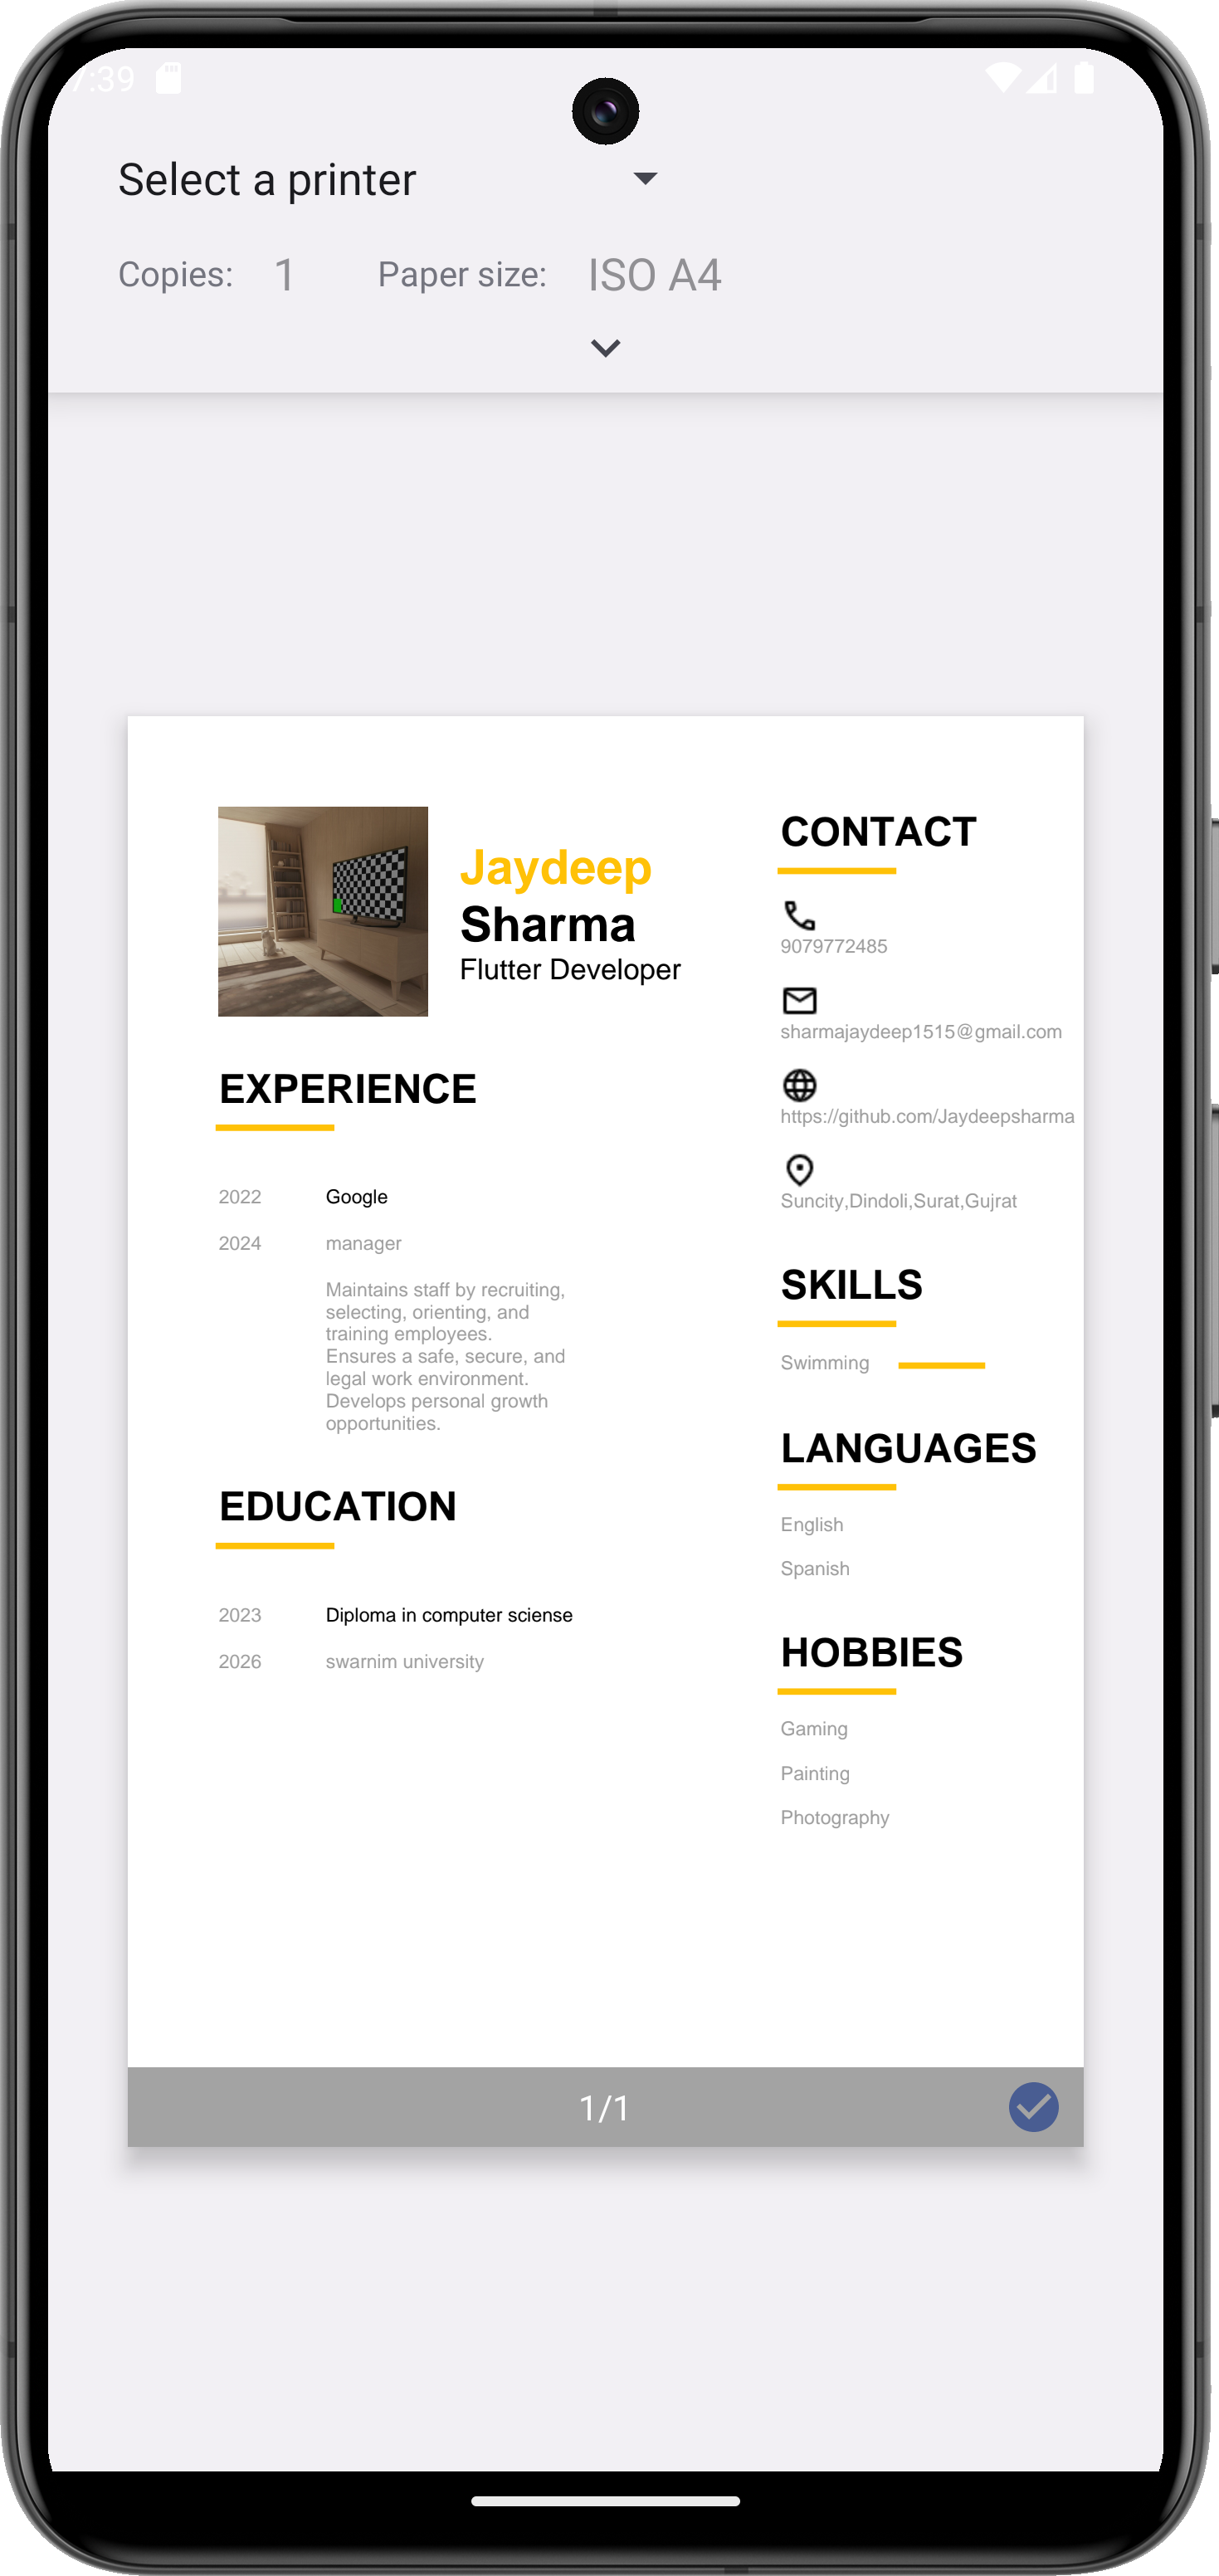 7:39
Select a printer
Copies: 1 Paper size: ISO A4
Jaydeep
Sharma
Flutter Developer
EXPERIENCE
2022 Google
2024 manager
Maintains staff by recruiting,
selecting, orienting, and
training employees.
Ensures a safe, secure, and
legal work environment.
Develops personal growth
opportunities.
EDUCATION
2023 Diploma in computer sciense
2026 swarnim university
CONTACT
9079772485
sharmajaydeep1515@gmail.com
https://github.com/Jaydeepsharma
Suncity,Dindoli,Surat,Gujrat
SKILLS
Swimming
LANGUAGES
English
Spanish
HOBBIES
Gaming
Painting
Photography
1/1